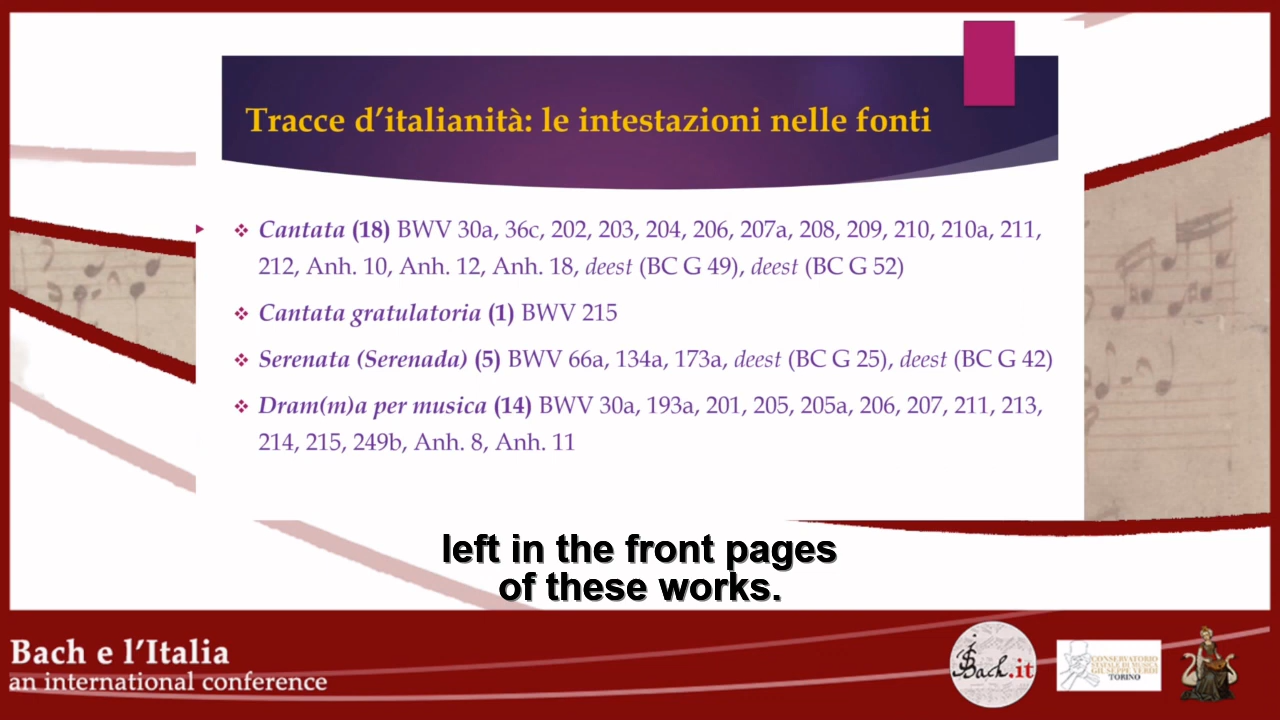 Tracce d'italianità: le intestazioni nelle fonti
❖ Cantata (18) BWV 30a, 36c, 202, 203, 204, 206, 207a, 208, 209, 210, 210a, 211,
212, Anh. 10, Anh. 12, Anh. 18, deest (BC G 49), deest (BC G 52)
❖ Cantata gratulatoria (1) BWV 215
❖ Serenata (Serenada) (5) BWV 66a, 134a, 173a, deest (BC G 25), deest (BC G 42)
❖ Dram(m)a per musica (14) BWV 30a, 193a, 201, 205, 205a, 206, 207, 211, 213,
214, 215, 249b, Anh. 8, Anh. 11
left in the front pages
of these works.
Bach e l'Italia
an international conference
JSBach.it
CONSERVATORIO
STATALE DI MUSICA
GIUSEPPE VERDI
TORINO